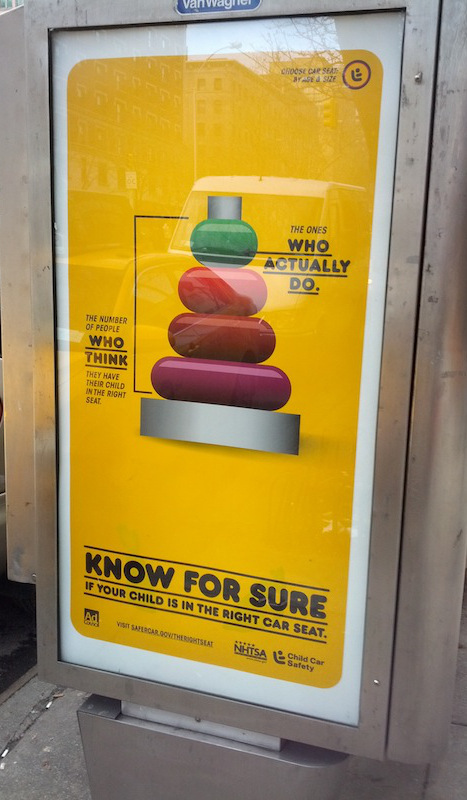 VanWagner
CHOOSE CAR SEAT:
BY AGE & SIZE
THE ONES
WHO
ACTUALLY
DO.
THE NUMBER
OF PEOPLE
WHO
THINK
THEY HAVE
THEIR CHILD
IN THE RIGHT
SEAT.
KNOW FOR SURE
IF YOUR CHILD IS IN THE RIGHT CAR SEAT.
Ad
Council
VISIT SAFERCAR.GOV/THERIGHTSEAT
NHTSA
Child Car
Safety